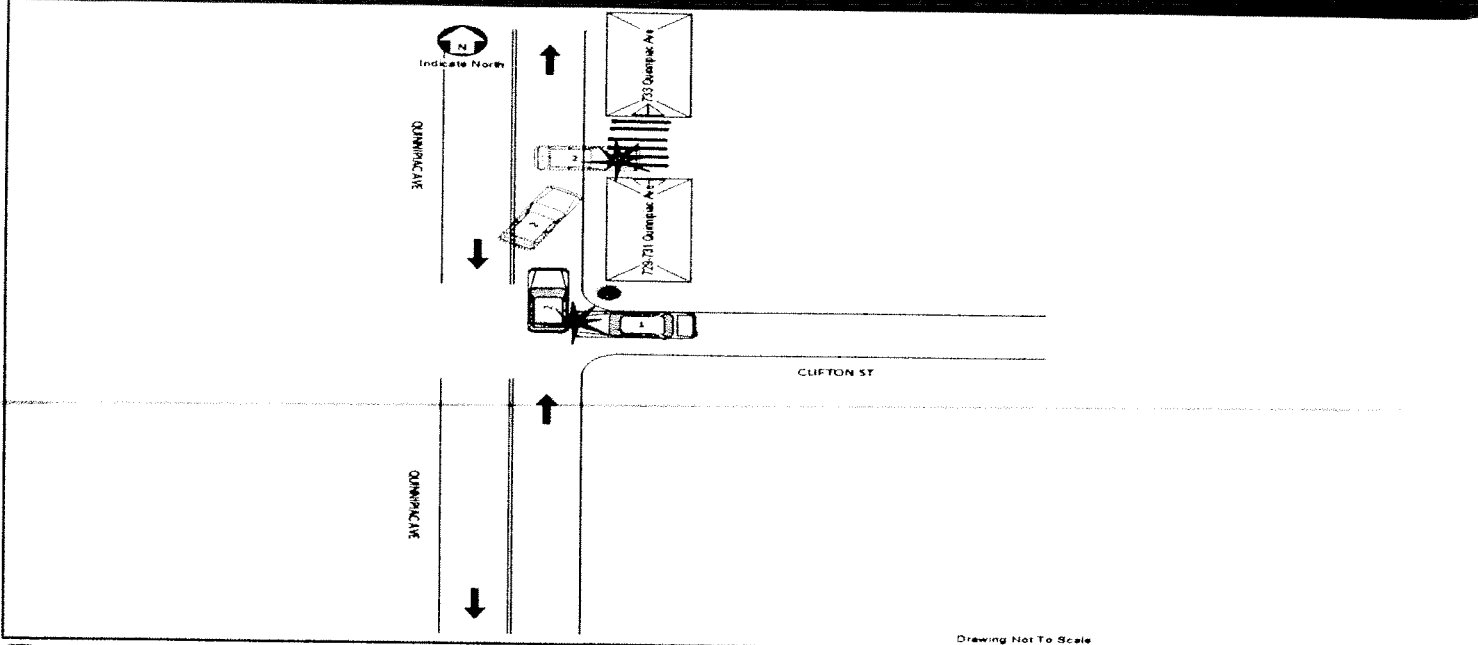 N
Indicate North
QUINNIPIAC AVE
733 Quinnipiac Ave
2
2
729-731 Quinnipiac Ave
2
1
CLIFTON ST
QUINNIPIAC AVE
Drawing Not To Scale